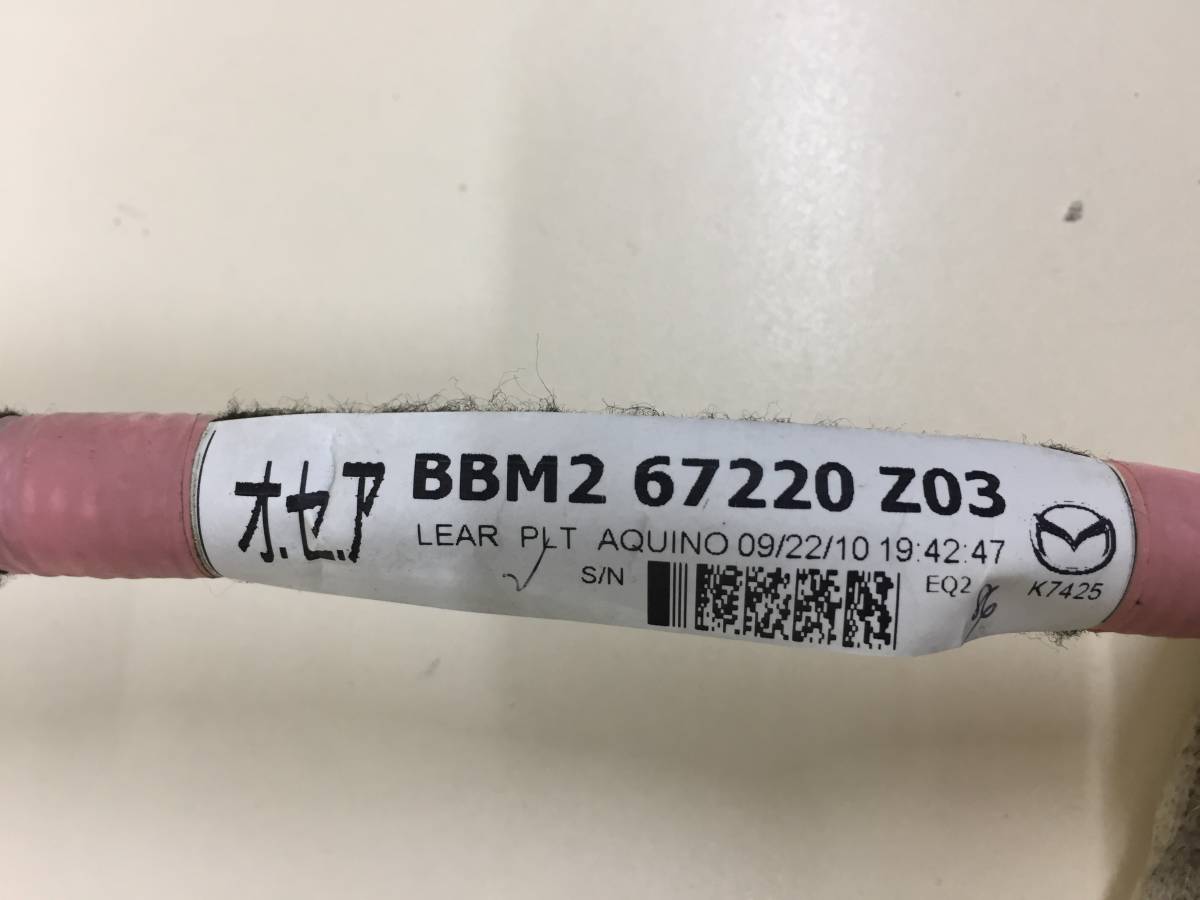 オ.セ.ア
BBM2 67220 Z03
LEAR PLT AQUINO 09/22/10 19:42:47
S/N
EQ2
K7425